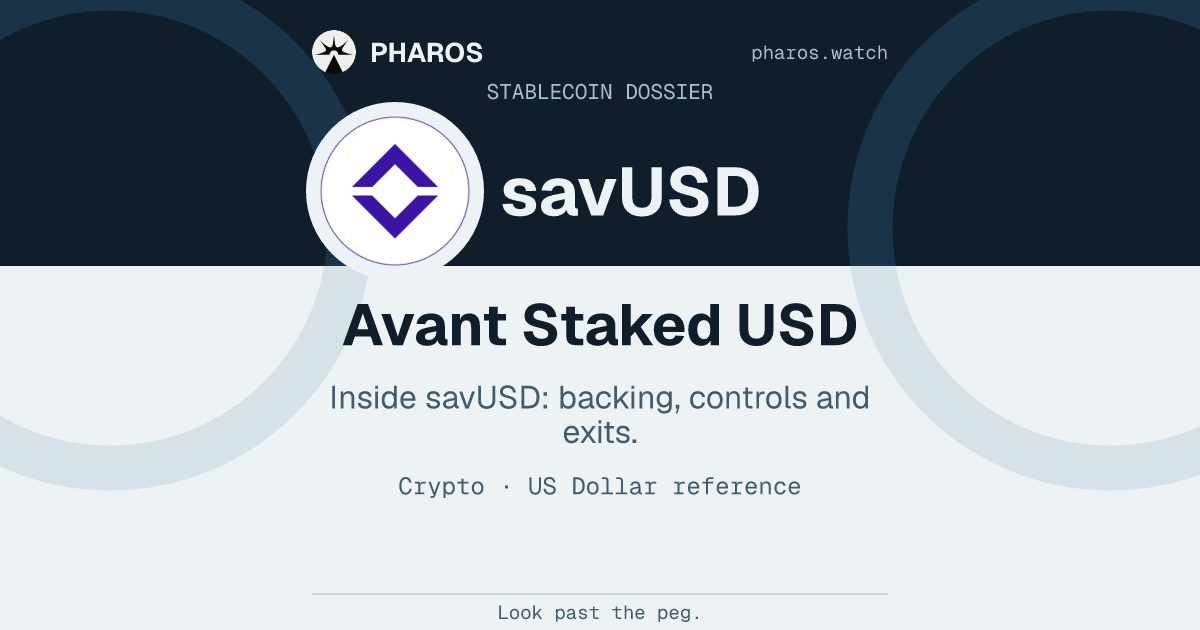 PHAROS
pharos.watch
STABLECOIN DOSSIER
savUSD
Avant Staked USD
Inside savUSD: backing, controls and
exits.
Crypto · US Dollar reference
Look past the peg.